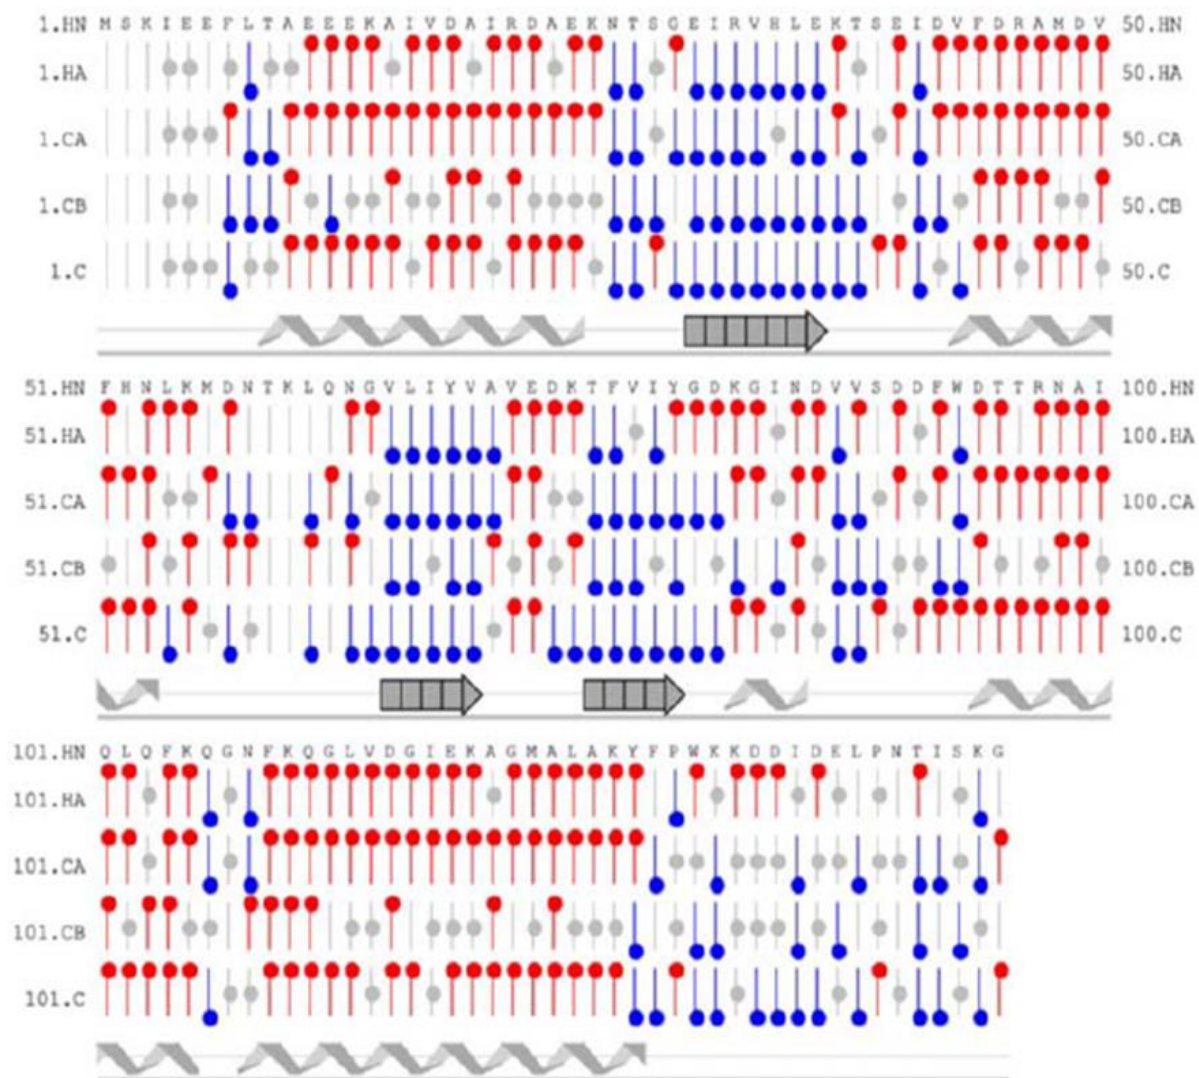 1.HN M S K I E E F L T A E E E K A I V D A I R D A E K N T S G E I R V H L E K T S E I D V F D R A M D V 50.HN
1.HA 50.HA
1.CA 50.CA
1.CB 50.CB
1.C 50.C
51.HN F H N L K M D N T K L Q N G V L I Y V A V E D K T F V I Y G D K G I N D V V S D D F W D T T R N A I 100.HN
51.HA 100.HA
51.CA 100.CA
51.CB 100.CB
51.C 100.C
101.HN Q L Q F K Q G N F K Q G L V D G I E K A G M A L A K Y F P W K K D D I D E L P N T I S K G
101.HA
101.CA
101.CB
101.C